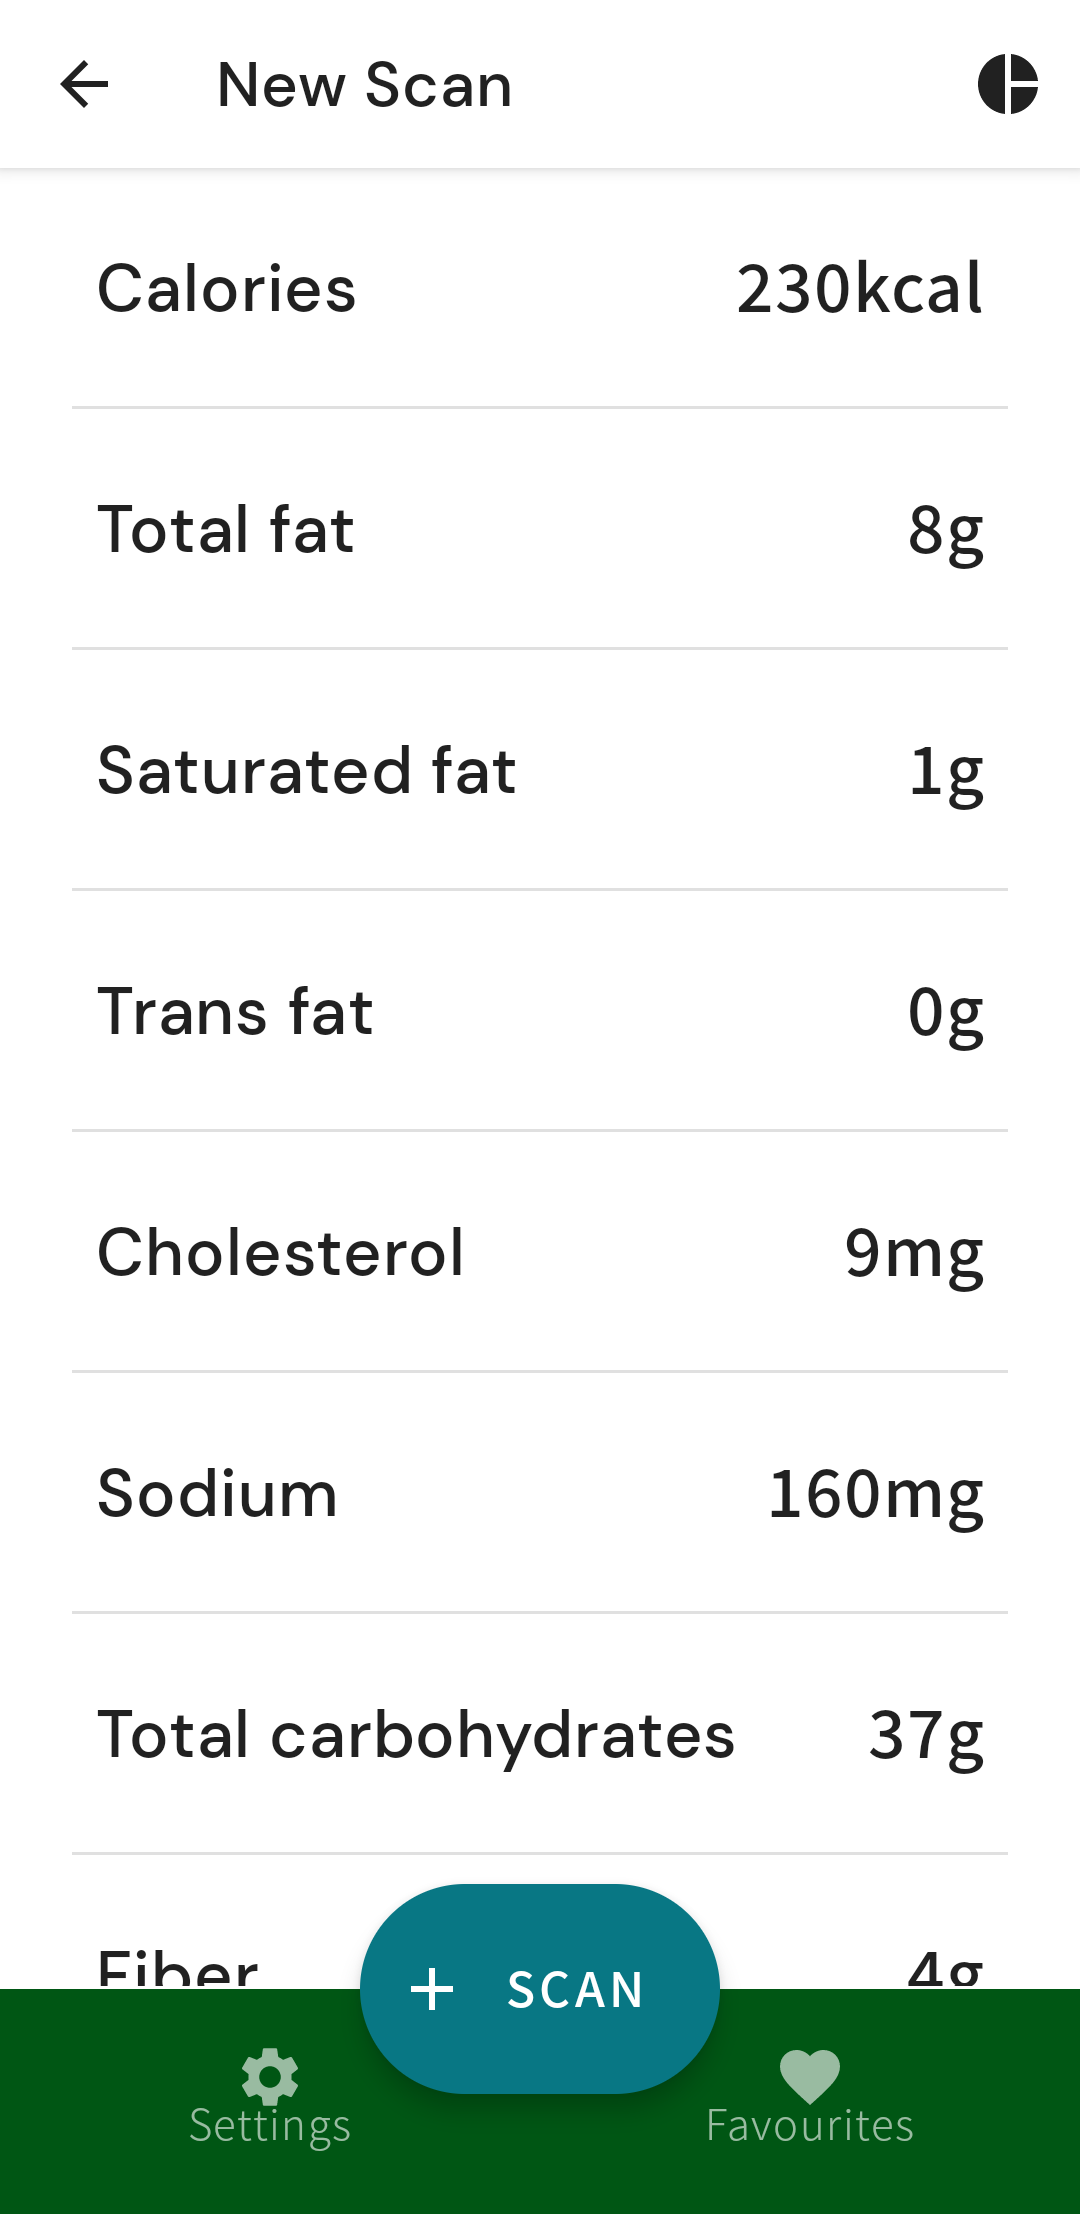 New Scan
Calories 230kcal
Total fat 8g
Saturated fat 1g
Trans fat 0g
Cholesterol 9mg
Sodium 160mg
Total carbohydrates 37g
Fiber 4g
+ SCAN
Settings Favourites